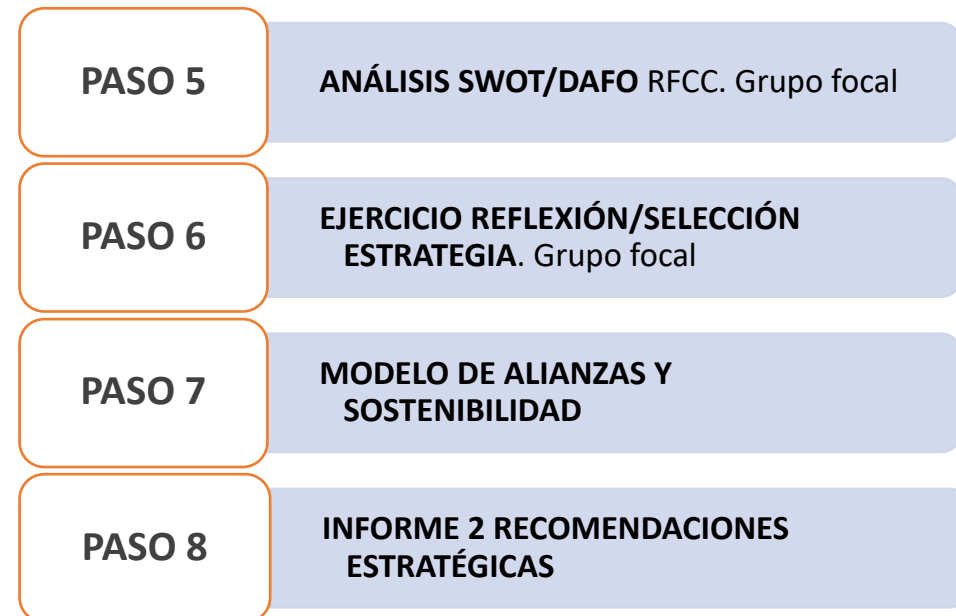 PASO 5
ANÁLISIS SWOT/DAFO RFCC. Grupo focal
PASO 6
EJERCICIO REFLEXIÓN/SELECCIÓN
ESTRATEGIA. Grupo focal
PASO 7
MODELO DE ALIANZAS Y
SOSTENIBILIDAD
PASO 8
INFORME 2 RECOMENDACIONES
ESTRATÉGICAS